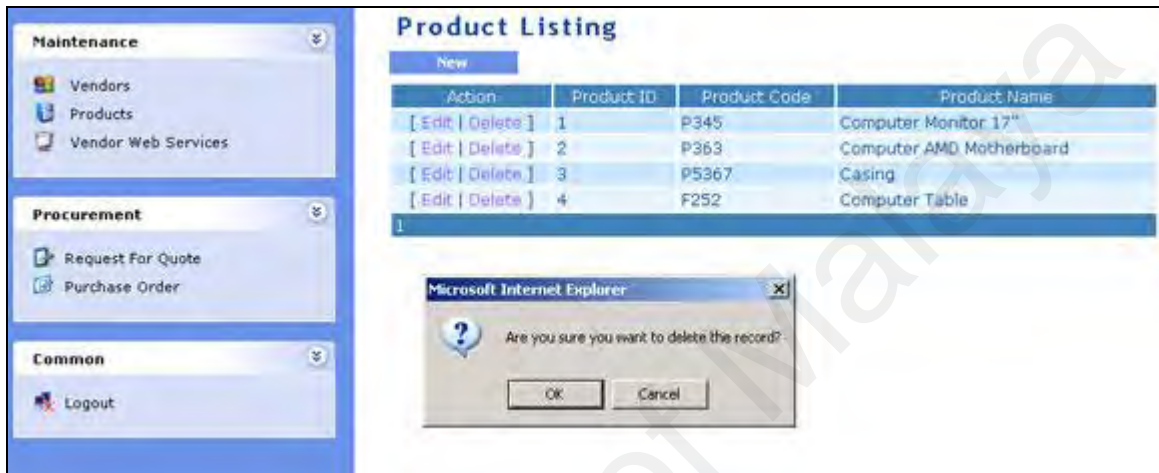 Maintenance
Vendors
Products
Vendor Web Services
Procurement
Request For Quote
Purchase Order
Common
Logout
Product Listing
New
Action Product ID Product Code Product Name
[ Edit | Delete ] 1 P345 Computer Monitor 17"
[ Edit | Delete ] 2 P363 Computer AMD Motherboard
[ Edit | Delete ] 3 P5367 Casing
[ Edit | Delete ] 4 F252 Computer Table
1
Microsoft Internet Explorer
Are you sure you want to delete the record?
OK Cancel
of Malaya